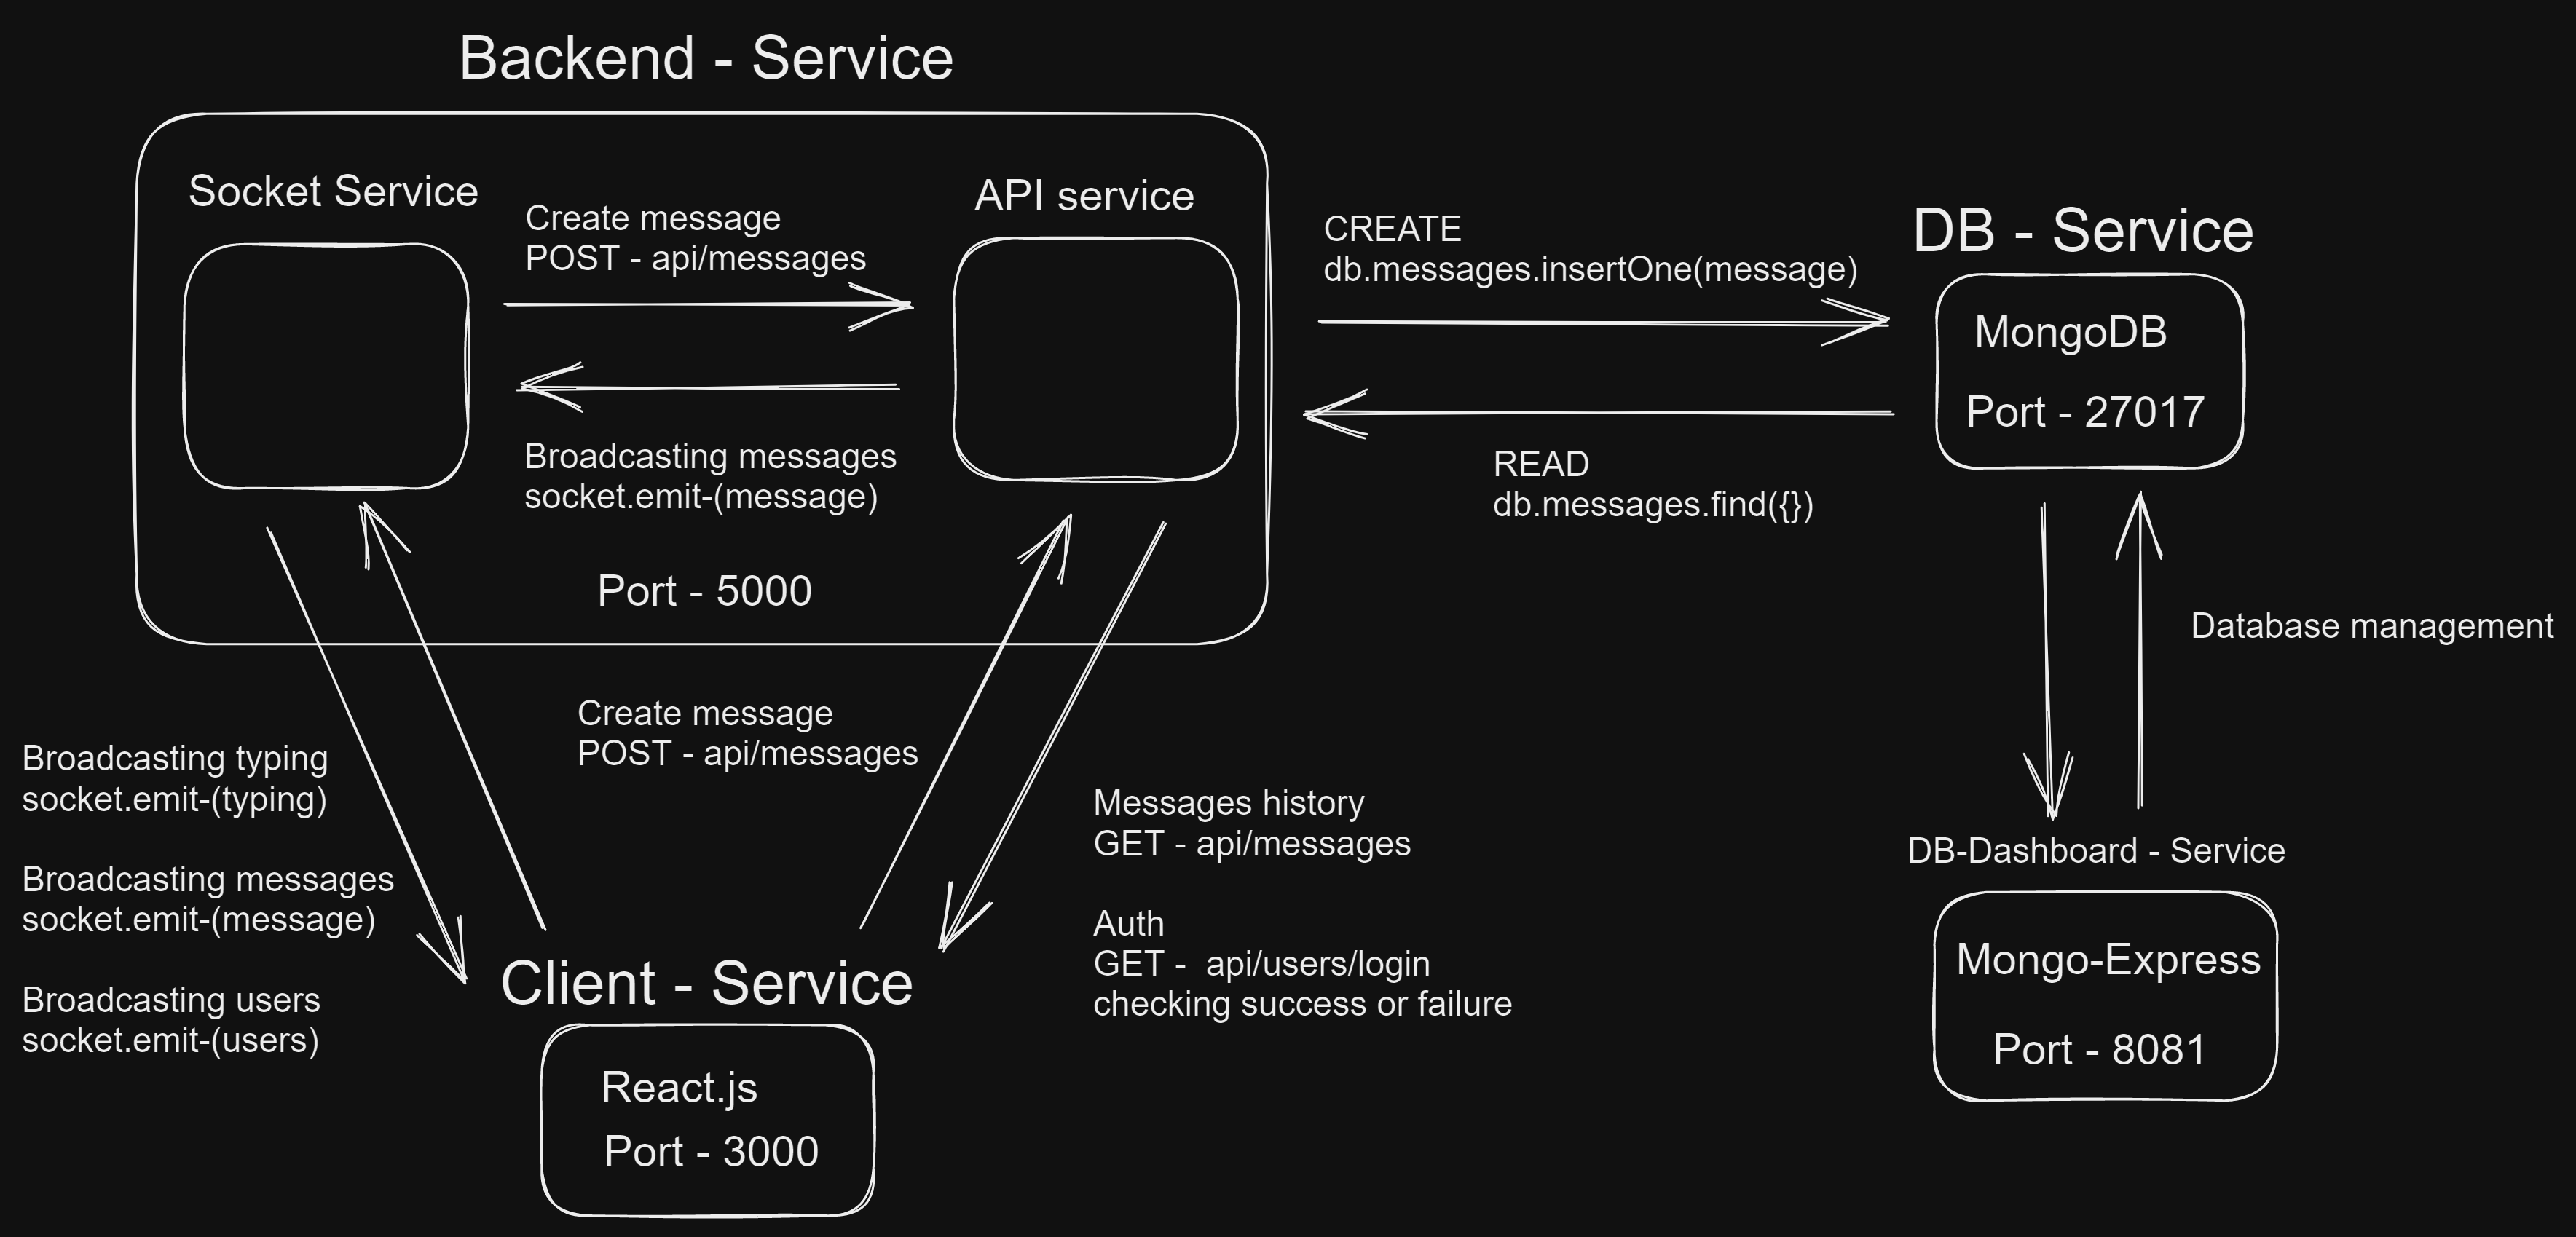 Backend - Service
Socket Service
API service
Create message
POST - api/messages
Broadcasting messages
socket.emit-(message)
Port - 5000
CREATE
db.messages.insertOne(message)
READ
db.messages.find({})
DB - Service
MongoDB
Port - 27017
Database management
DB-Dashboard - Service
Mongo-Express
Port - 8081
Broadcasting typing
socket.emit-(typing)
Broadcasting messages
socket.emit-(message)
Broadcasting users
socket.emit-(users)
Create message
POST - api/messages
Messages history
GET - api/messages
Auth
GET -  api/users/login
checking success or failure
Client - Service
React.js
Port - 3000